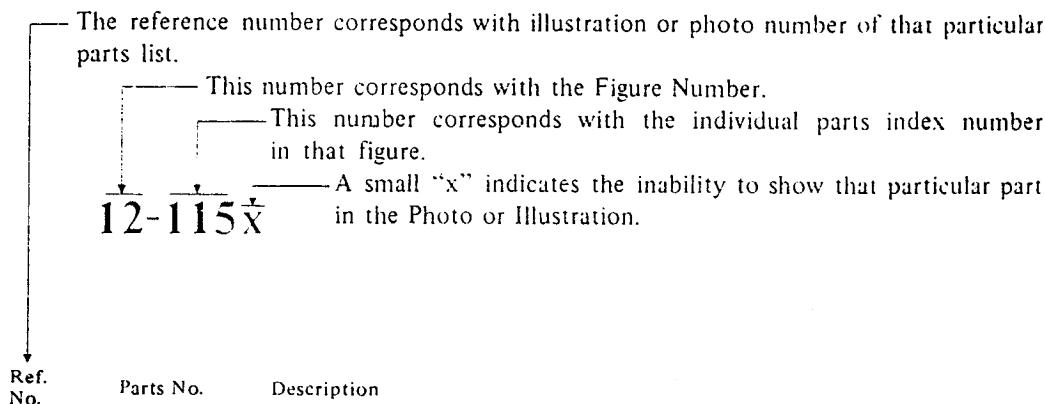 The reference number corresponds with illustration or photo number of that particular
parts list.
This number corresponds with the Figure Number.
This number corresponds with the individual parts index number
in that figure.
A small “x” indicates the inability to show that particular part
in the Photo or Illustration.
12-115x
Ref.
No. Parts No. Description